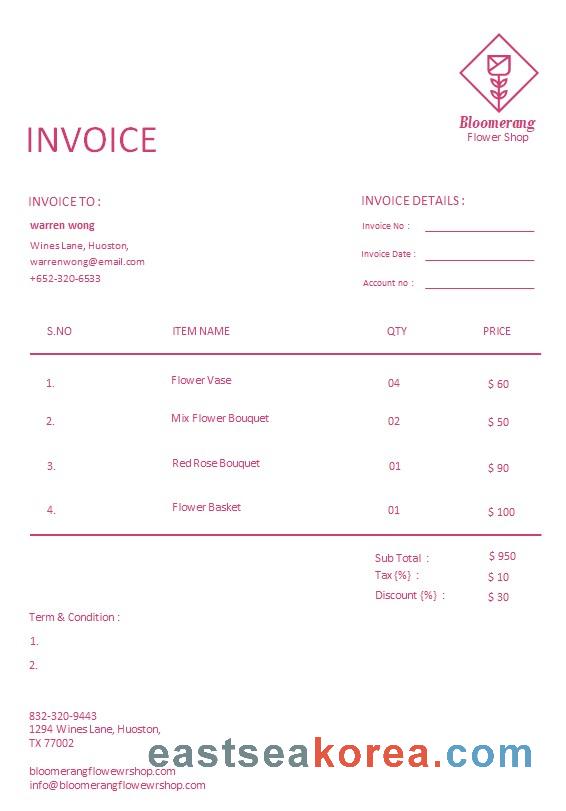 Bloomerang
Flower Shop
INVOICE
INVOICE TO :
warren wong
Wines Lane, Huoston,
warrenwong@email.com
+652-320-6533
INVOICE DETAILS :
Invoice No :
Invoice Date :
Account no :
S.NO ITEM NAME QTY PRICE
1. Flower Vase 04 $ 60
2. Mix Flower Bouquet 02 $ 50
3. Red Rose Bouquet 01 $ 90
4. Flower Basket 01 $ 100
Sub Total : $ 950
Tax {%} : $ 10
Discount {%} : $ 30
Term & Condition :
1.
2.
832-320-9443
1294 Wines Lane, Huoston,
TX 77002
eastseakorea.com
bloomerangflowewrshop.com
info@bloomerangflowershop.com